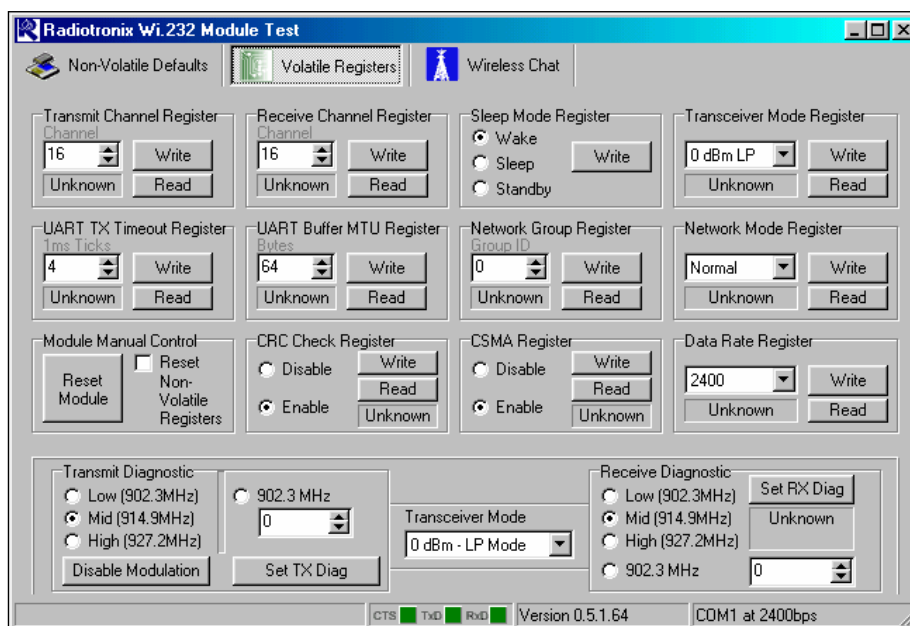 Radiotronix Wi.232 Module Test
Non-Volatile Defaults
Volatile Registers
Wireless Chat
Transmit Channel Register
Channel
16
Write
Unknown
Read
Receive Channel Register
Channel
16
Write
Unknown
Read
Sleep Mode Register
Wake
Sleep
Standby
Write
Transceiver Mode Register
0 dBm LP
Write
Unknown
Read
UART TX Timeout Register
1ms Ticks
4
Write
Unknown
Read
UART Buffer MTU Register
Bytes
64
Write
Unknown
Read
Network Group Register
Group ID
0
Write
Unknown
Read
Network Mode Register
Normal
Write
Unknown
Read
Module Manual Control
Reset
Module
Reset
Non-
Volatile
Registers
CRC Check Register
Disable
Enable
Write
Read
Unknown
CSMA Register
Disable
Enable
Write
Read
Unknown
Data Rate Register
2400
Write
Unknown
Read
Transmit Diagnostic
Low (902.3MHz)
Mid (914.9MHz)
High (927.2MHz)
Disable Modulation
902.3 MHz
0
Set TX Diag
Transceiver Mode
0 dBm - LP Mode
Receive Diagnostic
Low (902.3MHz)
Mid (914.9MHz)
High (927.2MHz)
902.3 MHz
Set RX Diag
Unknown
0
CTS TxD RxD
Version 0.5.1.64
COM1 at 2400bps